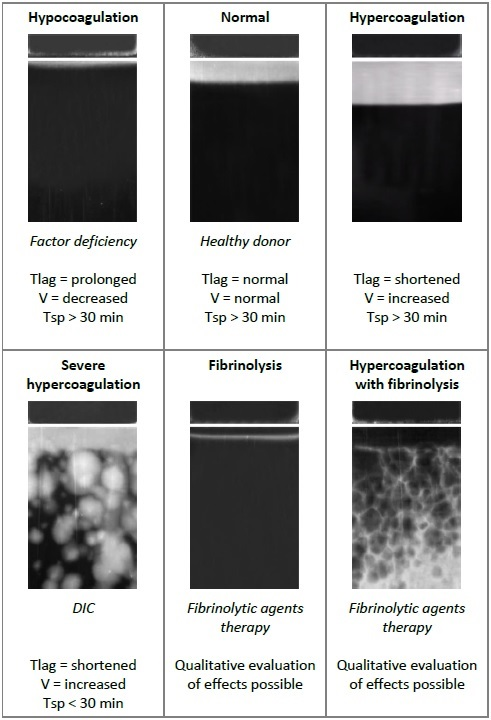 Hypocoagulation
Normal
Hypercoagulation
Factor deficiency
Healthy donor
Tlag = prolonged
V = decreased
Tsp > 30 min
Tlag = normal
V = normal
Tsp > 30 min
Tlag = shortened
V = increased
Tsp > 30 min
Severe
hypercoagulation
Fibrinolysis
Hypercoagulation
with fibrinolysis
DIC
Fibrinolytic agents
therapy
Fibrinolytic agents
therapy
Tlag = shortened
V = increased
Tsp < 30 min
Qualitative evaluation
of effects possible
Qualitative evaluation
of effects possible